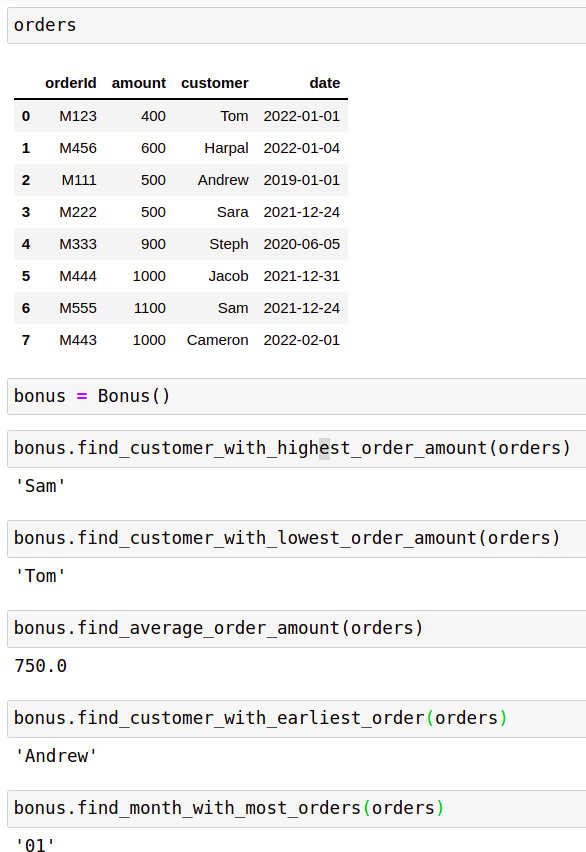 orders
orderId amount customer date
0 M123 400 Tom 2022-01-01
1 M456 600 Harpal 2022-01-04
2 M111 500 Andrew 2019-01-01
3 M222 500 Sara 2021-12-24
4 M333 900 Steph 2020-06-05
5 M444 1000 Jacob 2021-12-31
6 M555 1100 Sam 2021-12-24
7 M443 1000 Cameron 2022-02-01
bonus = Bonus()
bonus.find_customer_with_highest_order_amount(orders)
'Sam'
bonus.find_customer_with_lowest_order_amount(orders)
'Tom'
bonus.find_average_order_amount(orders)
750.0
bonus.find_customer_with_earliest_order(orders)
'Andrew'
bonus.find_month_with_most_orders(orders)
'01'